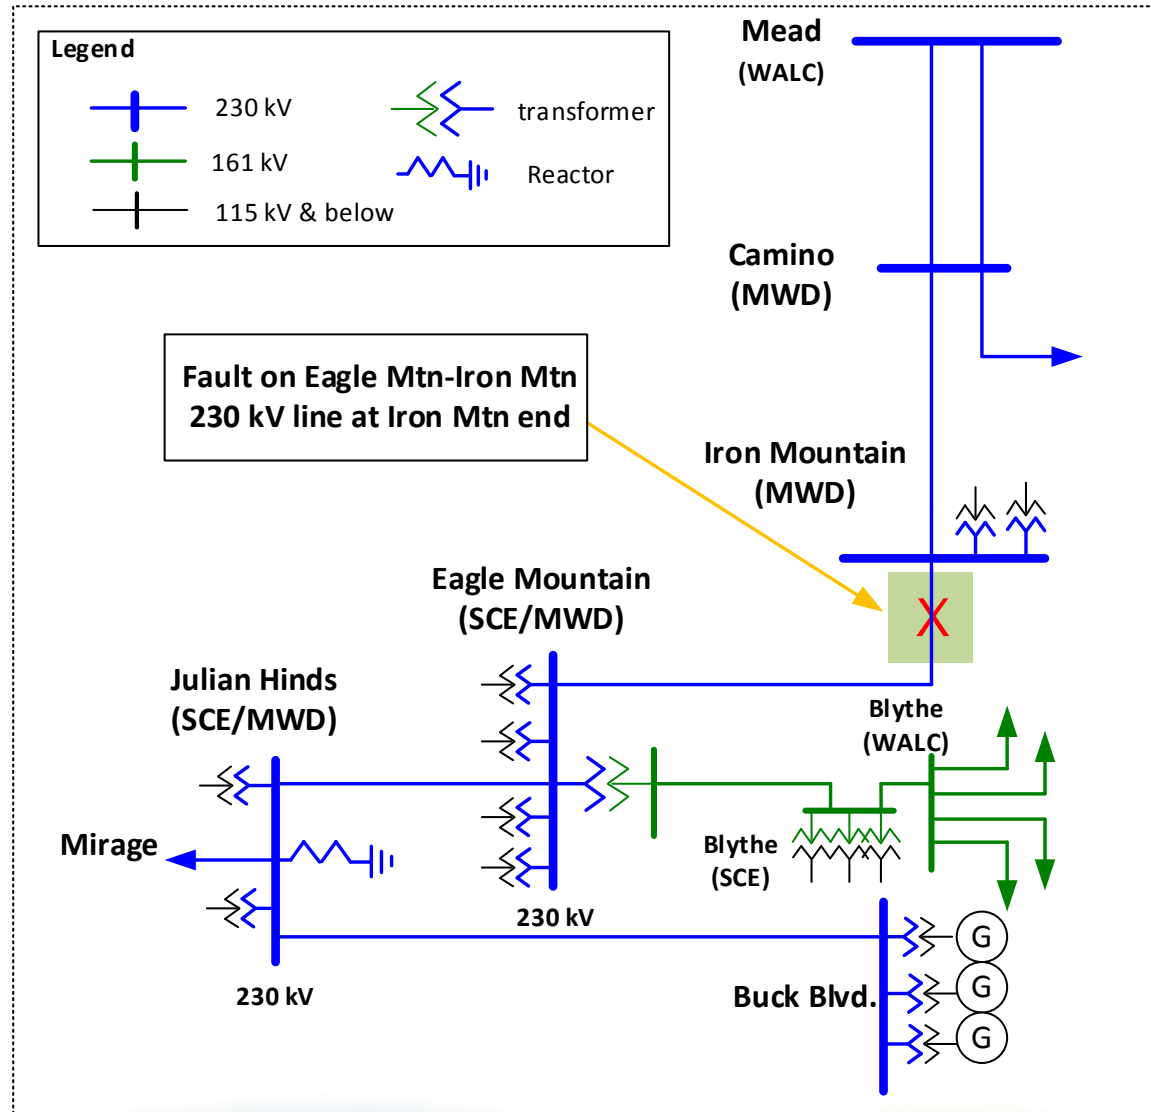 Legend
230 kV
161 kV
115 kV & below
transformer
Reactor
Mead
(WALC)
Camino
(MWD)
Fault on Eagle Mtn-Iron Mtn
230 kV line at Iron Mtn end
Iron Mountain
(MWD)
X
Eagle Mountain
(SCE/MWD)
Julian Hinds
(SCE/MWD)
Blythe
(WALC)
Mirage
Blythe
(SCE)
230 kV
230 kV
Buck Blvd.
G
G
G